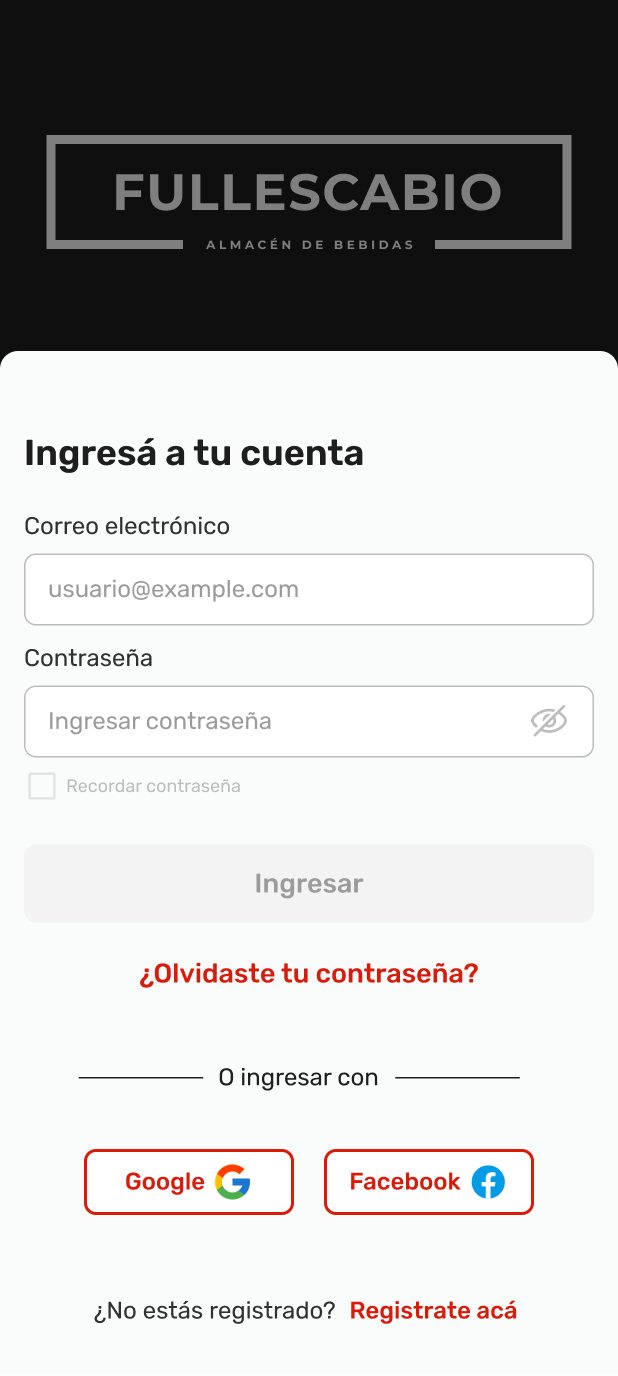 FULLESCABIO
ALMACÉN DE BEBIDAS
Ingresá a tu cuenta
Correo electrónico
usuario@example.com
Contraseña
Ingresar contraseña
Recordar contraseña
Ingresar
¿Olvidaste tu contraseña?
O ingresar con
Google
Facebook
¿No estás registrado? Registrate acá